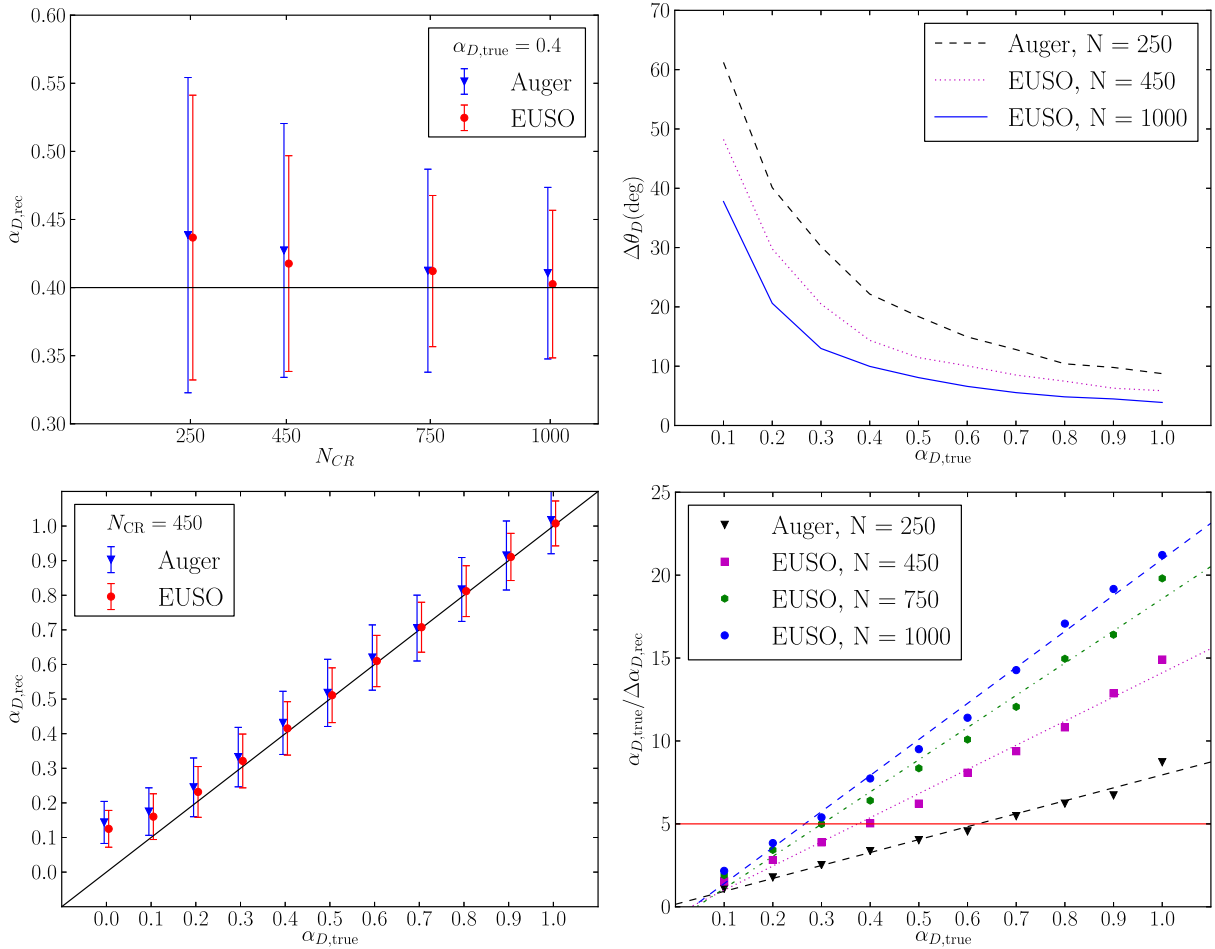 0.60
0.55
0.50
0.45
0.40
0.35
0.30
α_{D,rec}
250 450 750 1000
N_{CR}
α_{D,true} = 0.4
Auger
EUSO
70
60
50
40
30
20
10
0
Δθ_D(deg)
0.1 0.2 0.3 0.4 0.5 0.6 0.7 0.8 0.9 1.0
α_{D,true}
Auger, N = 250
EUSO, N = 450
EUSO, N = 1000
1.0
0.9
0.8
0.7
0.6
0.5
0.4
0.3
0.2
0.1
0.0
α_{D,rec}
0.0 0.1 0.2 0.3 0.4 0.5 0.6 0.7 0.8 0.9 1.0
α_{D,true}
N_{CR} = 450
Auger
EUSO
25
20
15
10
5
0
α_{D,true}/Δα_{D,rec}
0.1 0.2 0.3 0.4 0.5 0.6 0.7 0.8 0.9 1.0
α_{D,true}
Auger, N = 250
EUSO, N = 450
EUSO, N = 750
EUSO, N = 1000